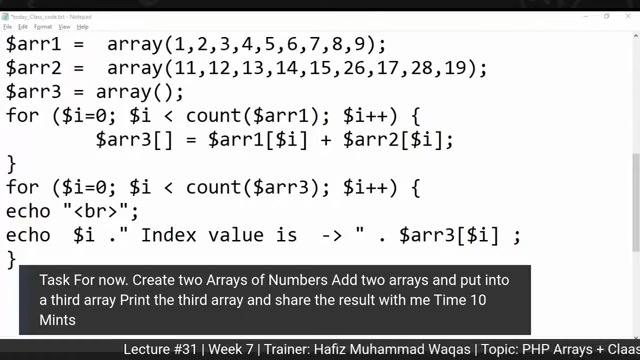 *today_Class_code.txt - Notepad
File Edit Format View Help
$arr1 = array(1,2,3,4,5,6,7,8,9);
$arr2 = array(11,12,13,14,15,26,17,28,19);
$arr3 = array();
for ($i=0; $i < count($arr1); $i++) {
$arr3[] = $arr1[$i] + $arr2[$i];
}
for ($i=0; $i < count($arr3); $i++) {
echo "<br>";
echo $i ." Index value is -> " . $arr3[$i] ;
}
Task For now. Create two Arrays of Numbers Add two arrays and put into
a third array Print the third array and share the result with me Time 10
Mints
Lecture #31 | Week 7 | Trainer: Hafiz Muhammad Waqas | Topic: PHP Arrays + Claas